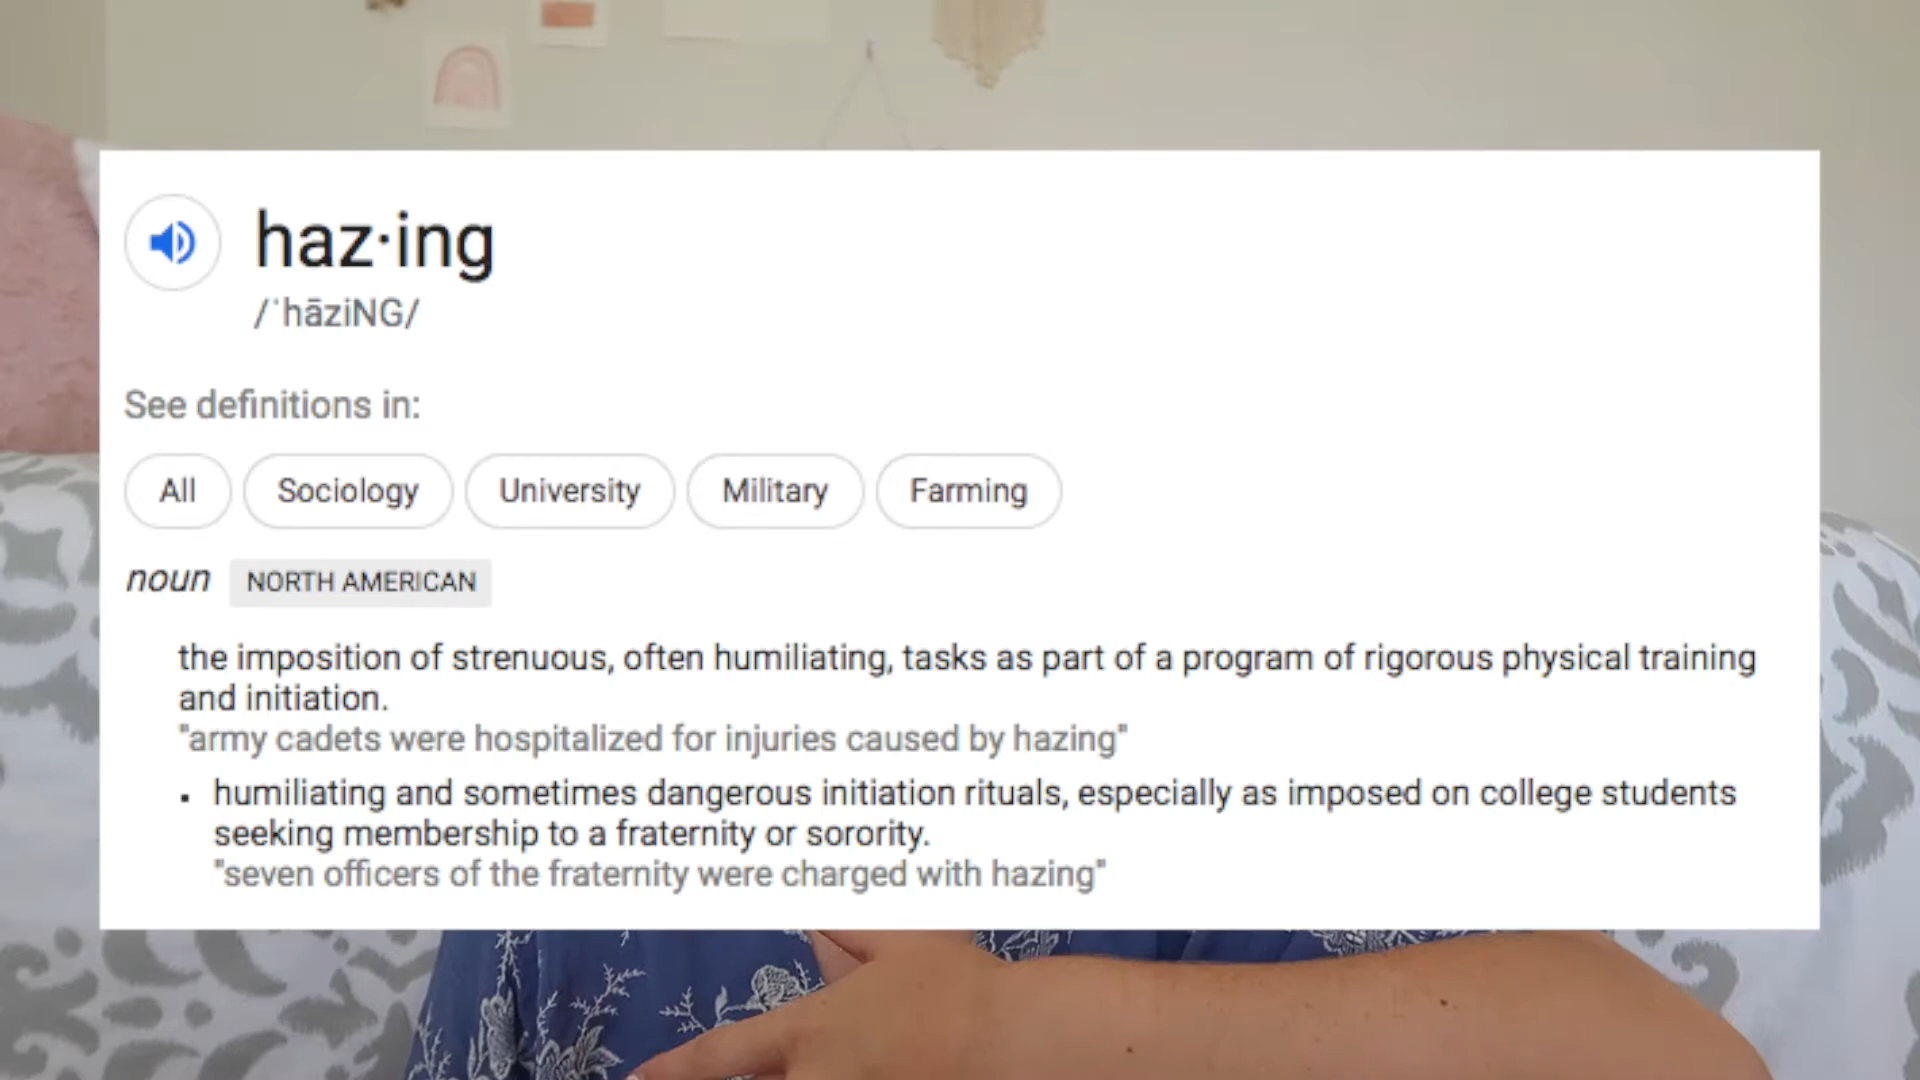 haz·ing
/ˈhāziNG/
See definitions in:
All Sociology University Military Farming
noun NORTH AMERICAN
the imposition of strenuous, often humiliating, tasks as part of a program of rigorous physical training
and initiation.
"army cadets were hospitalized for injuries caused by hazing"
▪ humiliating and sometimes dangerous initiation rituals, especially as imposed on college students
seeking membership to a fraternity or sorority.
"seven officers of the fraternity were charged with hazing"